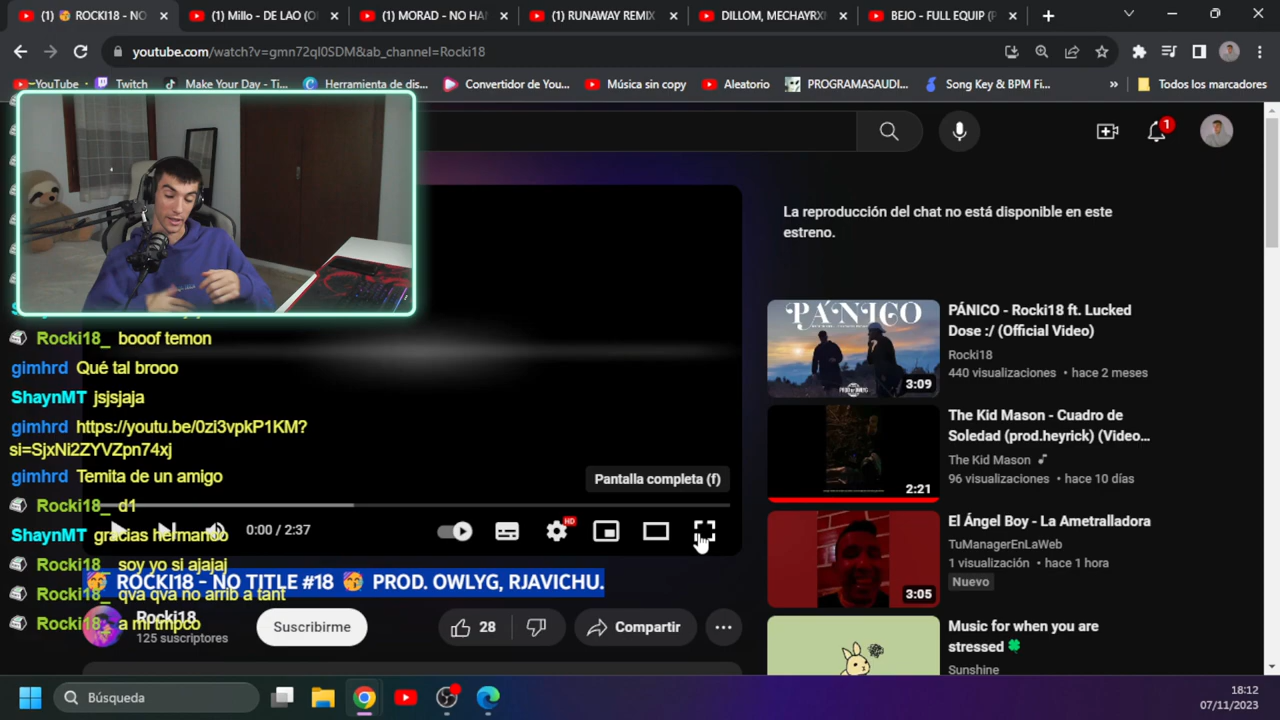 (1) 🥳 ROCKI18 - NO
(1) Millo - DE LAO (O
(1) MORAD - NO HA
(1) RUNAWAY REMIX
DILLOM, MECHAYRX
BEJO - FULL EQUIP (P
youtube.com/watch?v=gmn72ql0SDM&ab_channel=Rocki18
YouTube
Twitch
Make Your Day - Ti...
Herramienta de dis...
Convertidor de You...
Música sin copy
Aleatorio
PROGRAMASAUDI...
Song Key & BPM Fi...
»
Todos los marcadores
1
La reproducción del chat no está disponible en este
estreno.
Rocki18_ booof temon
gimhrd Qué tal brooo
ShaynMT jsjsjaja
gimhrd https://youtu.be/0zi3vpkP1KM?
si=SjxNi2ZYVZpn74xj
gimhrd Temita de un amigo
Rocki18_ d1
ShaynMT gracias hermando
Rocki18_ soy yo si ajajaj
Rocki18_ qva qva no arrib a tant
Rocki18_ a mi tmpco
Pantalla completa (f)
0:00 / 2:37
HD
🥳 ROCKI18 - NO TITLE #18 🥳 PROD. OWLYG, RJAVICHU.
Rocki18
125 suscriptores
Suscribirme
28
Compartir
PÁNICO
3:09
PÁNICO - Rocki18 ft. Lucked
Dose :/ (Official Video)
Rocki18
440 visualizaciones • hace 2 meses
2:21
The Kid Mason - Cuadro de
Soledad (prod.heyrick) (Video...
The Kid Mason
96 visualizaciones • hace 10 días
3:05
El Ángel Boy - La Ametralladora
TuManagerEnLaWeb
106 visualizaciones • hace 1 hora
Nuevo
Music for when you are
stressed 🍀
Sunshine
Búsqueda
18:12
07/11/2023